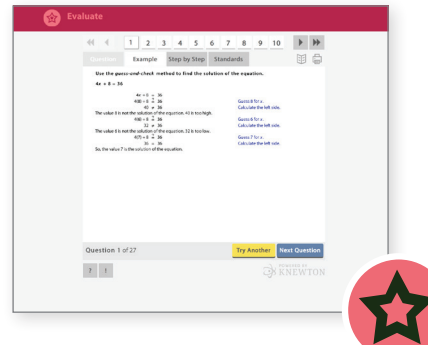 Evaluate
1 2 3 4 5 6 7 8 9 10
Question Example Step by Step Standards
Use the guess-and-check method to find the solution of the equation.
4x + 8 = 36
4x + 8 = 36
4(8) + 8 ≟ 36 Guess 8 for x.
40 ≠ 36 Calculate the left side.
The value 8 is not the solution of the equation. 40 is too high.
4(6) + 8 ≟ 36 Guess 6 for x.
32 ≠ 36 Calculate the left side.
The value 6 is not the solution of the equation. 32 is too low.
4(7) + 8 ≟ 36 Guess 7 for x.
36 = 36 Calculate the left side.
So, the value 7 is the solution of the equation.
Question 1 of 27 Try Another Next Question
? !
POWERED BY
KNEWTON